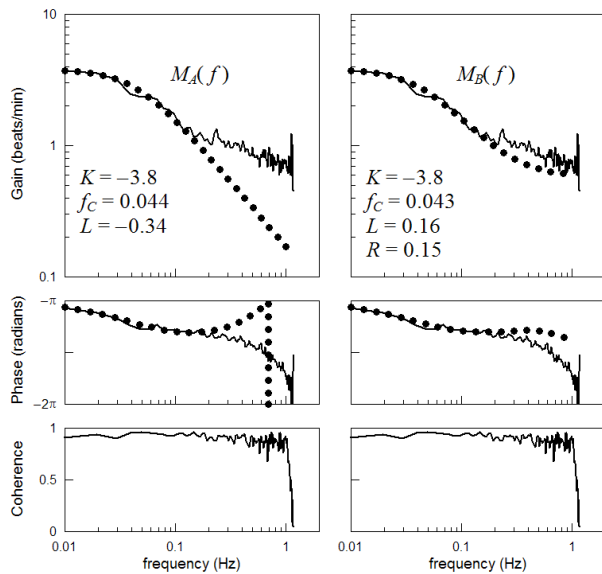 10
1
0.1
Gain (beats/min)
M_A(f)
K = −3.8
f_C = 0.044
L = −0.34
M_B(f)
K = −3.8
f_C = 0.043
L = 0.16
R = 0.15
−π
−2π
Phase (radians)
1
0.5
0
Coherence
0.01 0.1 1
frequency (Hz)
0.01 0.1 1
frequency (Hz)